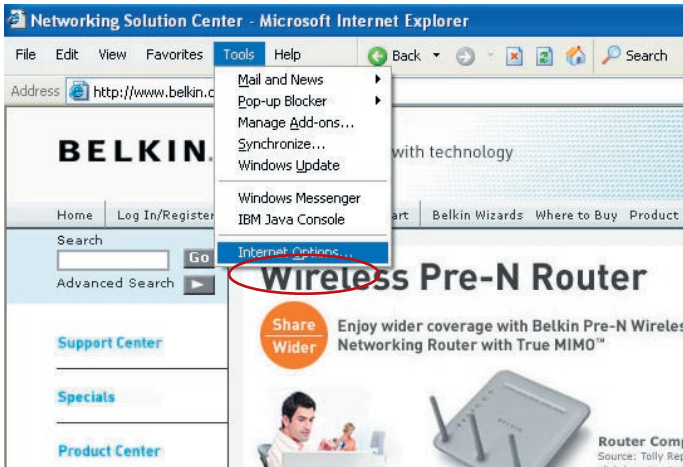 Networking Solution Center - Microsoft Internet Explorer
File Edit View Favorites Tools Help Back Search
Address http://www.belkin.c
Mail and News
Pop-up Blocker
Manage Add-ons...
Synchronize...
Windows Update
Windows Messenger
IBM Java Console
Internet Options...
BELKIN. with technology
Home Log In/Register art Belkin Wizards Where to Buy Product
Search
Go
Advanced Search
Support Center
Specials
Product Center
Wireless Pre-N Router
Share
Wider
Enjoy wider coverage with Belkin Pre-N Wireles
Networking Router with True MIMO™
BELKIN
Router Comp
Source: Tolly Rep